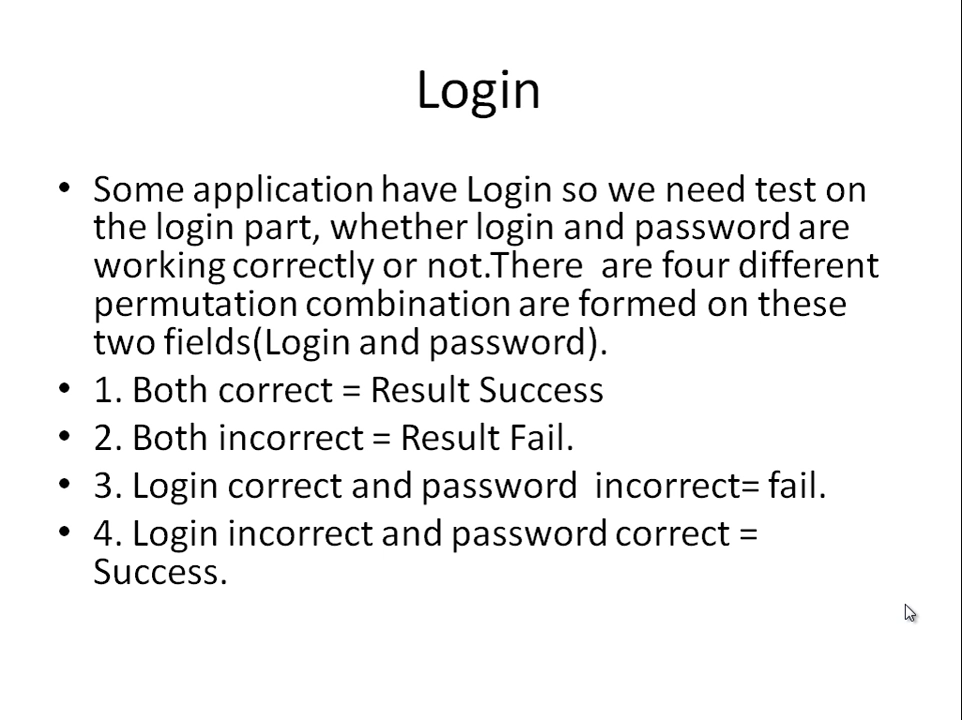 Login
• Some application have Login so we need test on
the login part, whether login and password are
working correctly or not.There  are four different
permutation combination are formed on these
two fields(Login and password).
• 1. Both correct = Result Success
• 2. Both incorrect = Result Fail.
• 3. Login correct and password  incorrect= fail.
• 4. Login incorrect and password correct =
Success.